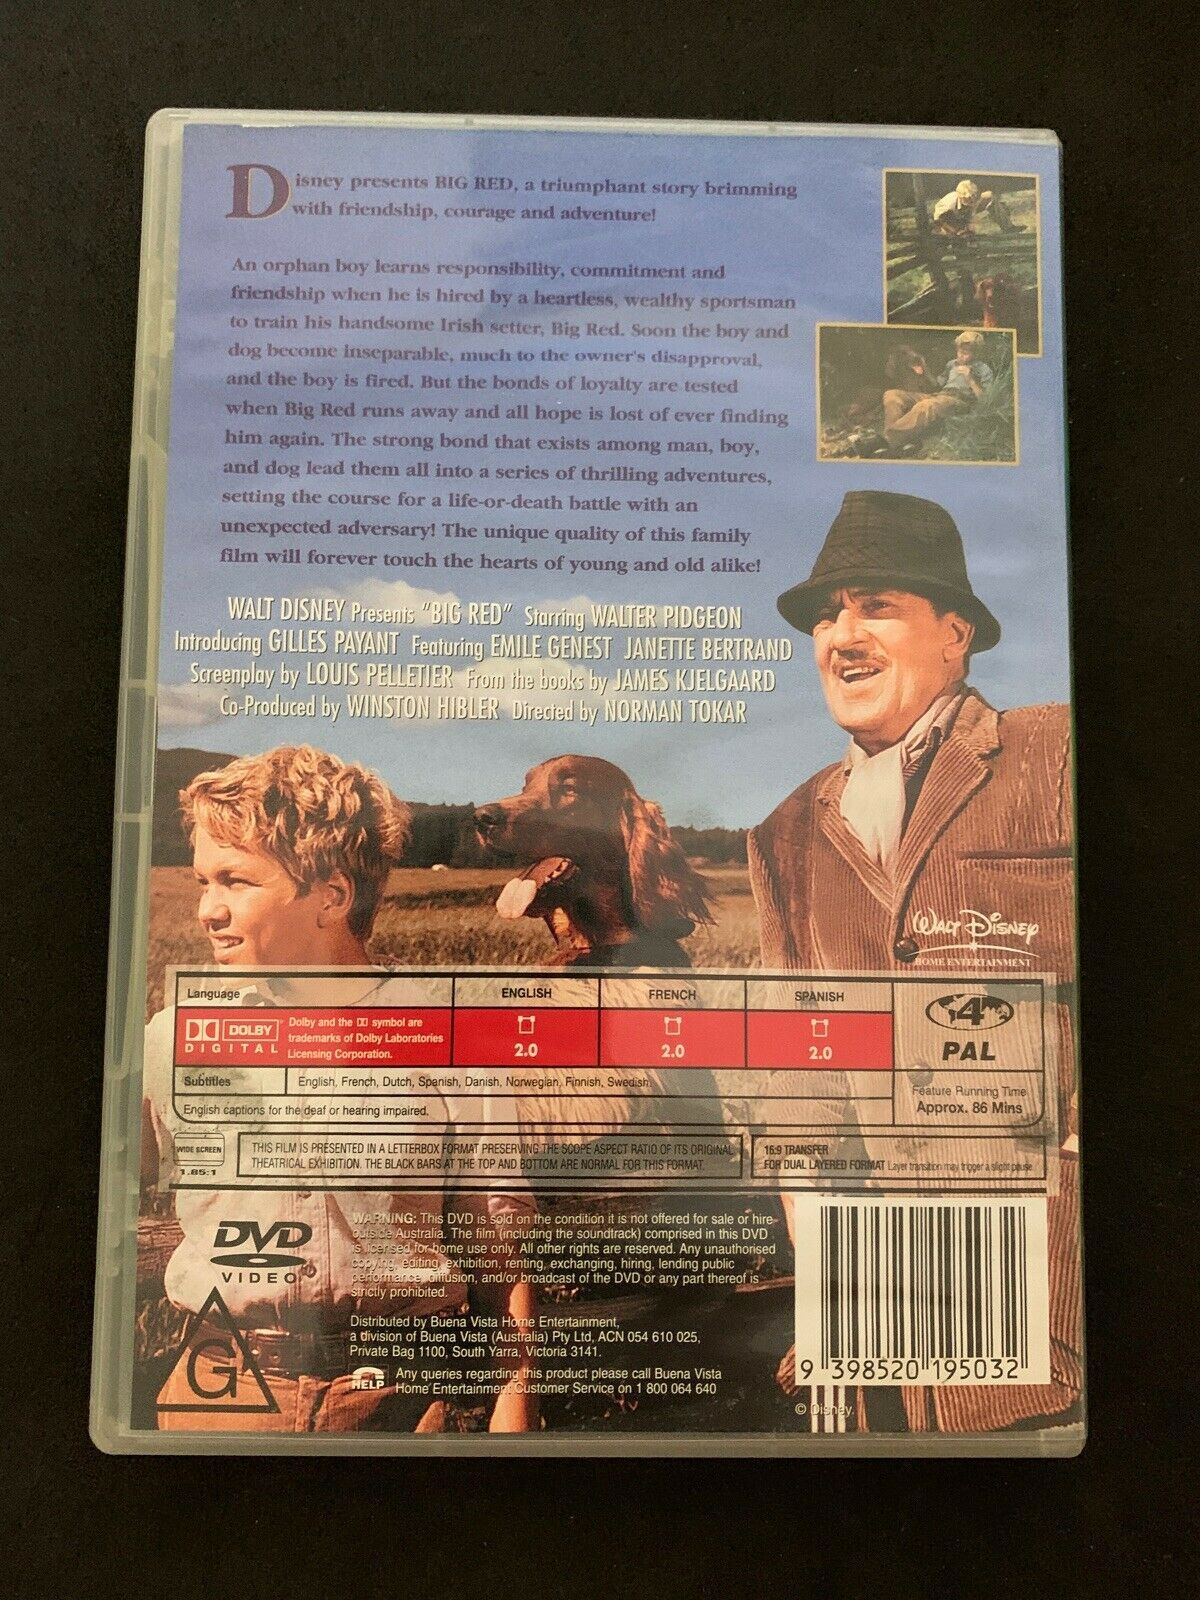 Disney presents BIG RED, a triumphant story brimming
with friendship, courage and adventure!
An orphan boy learns responsibility, commitment and
friendship when he is hired by a heartless, wealthy sportsman
to train his handsome Irish setter, Big Red. Soon the boy and
dog become inseparable, much to the owner's disapproval,
and the boy is fired. But the bonds of loyalty are tested
when Big Red runs away and all hope is lost of ever finding
him again. The strong bond that exists among man, boy,
and dog lead them all into a series of thrilling adventures,
setting the course for a life-or-death battle with an
unexpected adversary! The unique quality of this family
film will forever touch the hearts of young and old alike!
WALT DISNEY Presents "BIG RED" Starring WALTER PIDGEON
Introducing GILLES PAYANT Featuring EMILE GENEST JANETTE BERTRAND
Screenplay by LOUIS PELLETIER From the books by JAMES KJELGAARD
Co-Produced by WINSTON HIBLER Directed by NORMAN TOKAR
WALT DISNEY
HOME ENTERTAINMENT
Language ENGLISH FRENCH SPANISH
DOLBY
DIGITAL
Dolby and the DD symbol are
trademarks of Dolby Laboratories
Licensing Corporation.
2.0 2.0 2.0
4
PAL
Subtitles English, French, Dutch, Spanish, Danish, Norwegian, Finnish, Swedish.
English captions for the deaf or hearing impaired.
Feature Running Time
Approx. 86 Mins
WIDE SCREEN
1.85:1
THIS FILM IS PRESENTED IN A LETTERBOX FORMAT PRESERVING THE SCOPE ASPECT RATIO OF ITS ORIGINAL
THEATRICAL EXHIBITION. THE BLACK BARS AT THE TOP AND BOTTOM ARE NORMAL FOR THIS FORMAT.
16:9 TRANSFER
FOR DUAL LAYERED FORMAT Layer transition may trigger a slight pause.
DVD
VIDEO
WARNING: This DVD is sold on the condition it is not offered for sale or hire
outside Australia. The film (including the soundtrack) comprised in this DVD
is licensed for home use only. All other rights are reserved. Any unauthorised
copying, editing, exhibition, renting, exchanging, hiring, lending public
performance, diffusion, and/or broadcast of the DVD or any part thereof is
strictly prohibited.
Distributed by Buena Vista Home Entertainment,
a division of Buena Vista (Australia) Pty Ltd, ACN 054 610 025,
Private Bag 1100, South Yarra, Victoria 3141.
HELP
Any queries regarding this product please call Buena Vista
Home Entertainment Customer Service on 1 800 064 640
G
9 398520 195032
© Disney.